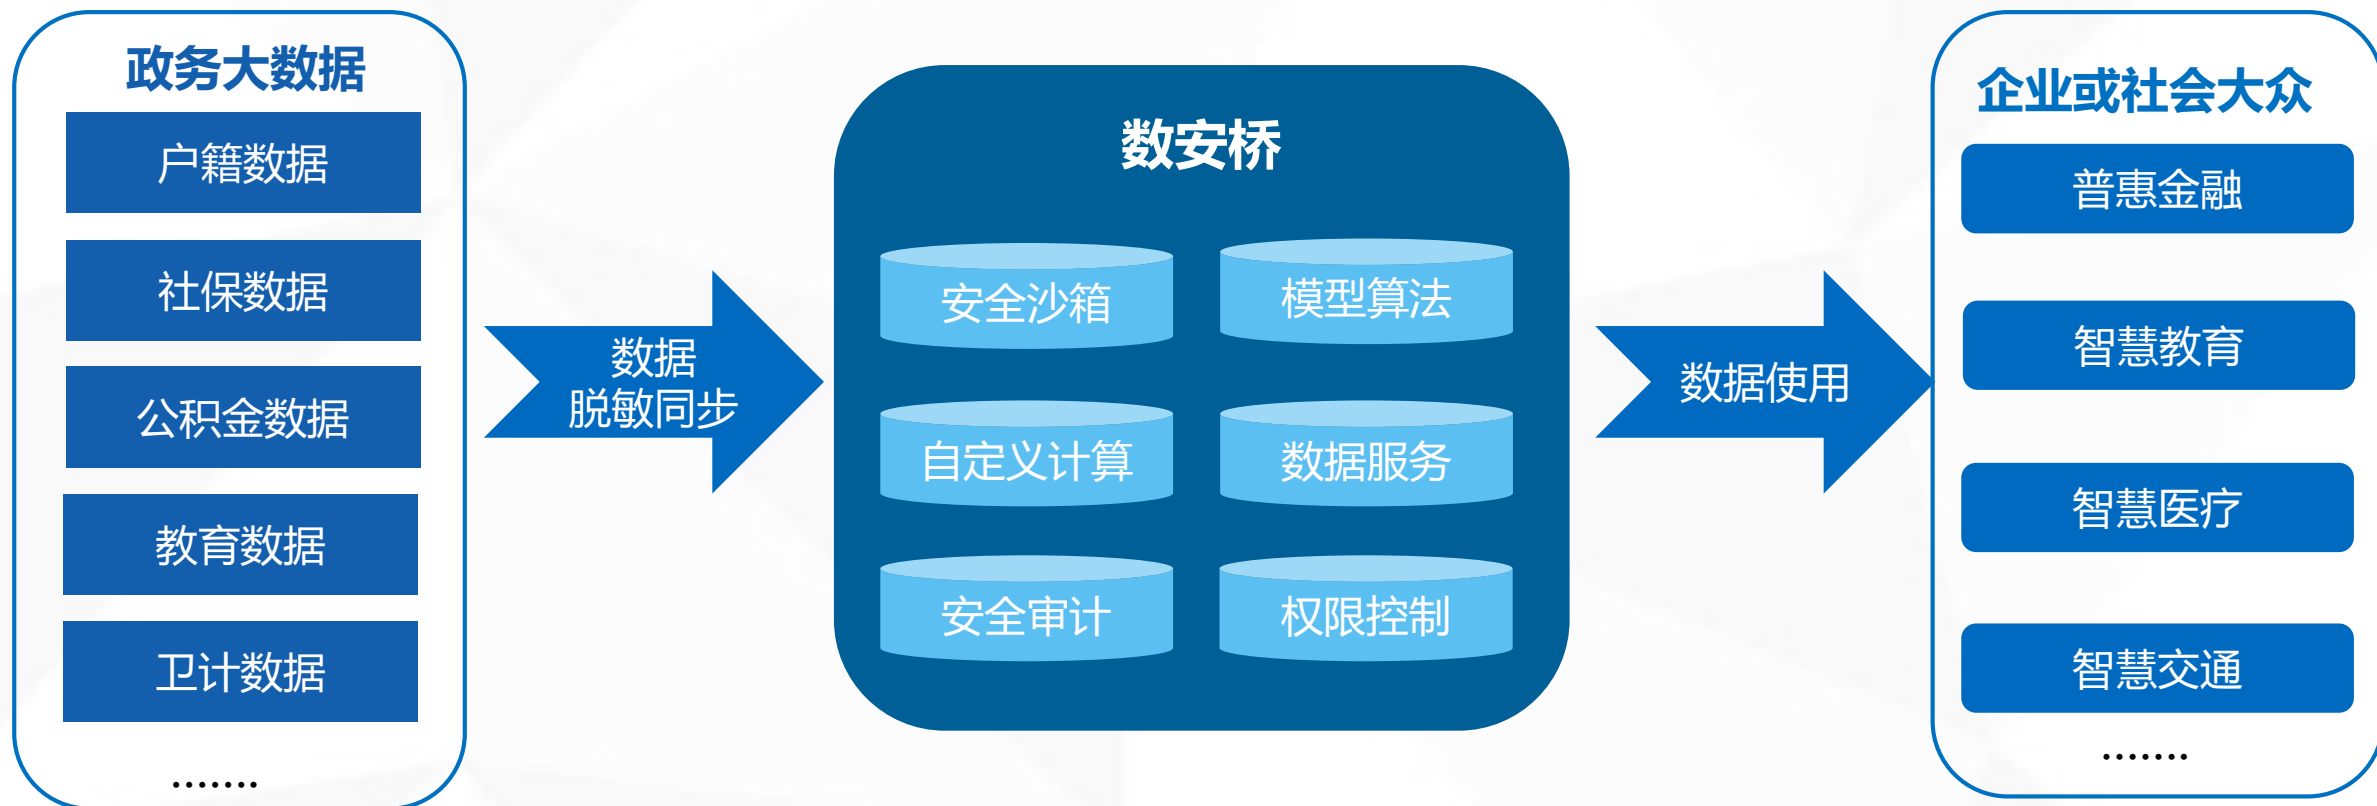 政务大数据
户籍数据
社保数据
公积金数据
教育数据
卫计数据
.......
数据
脱敏同步
数安桥
安全沙箱
模型算法
自定义计算
数据服务
安全审计
权限控制
数据使用
企业或社会大众
普惠金融
智慧教育
智慧医疗
智慧交通
.......